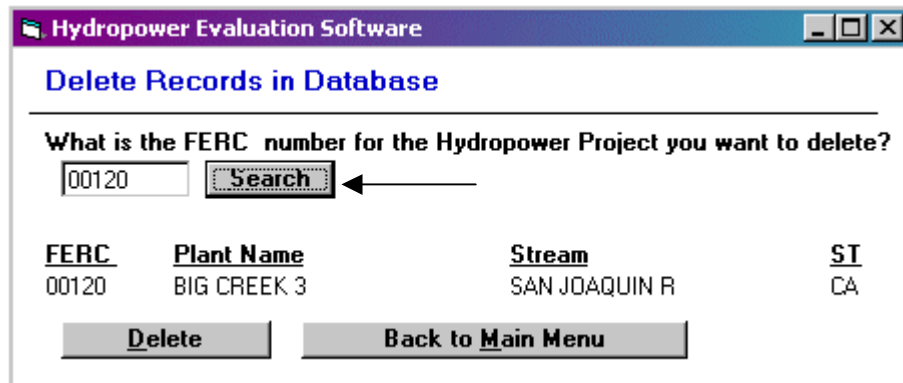 Hydropower Evaluation Software
Delete Records in Database
What is the FERC number for the Hydropower Project you want to delete?
00120 Search
FERC Plant Name Stream ST
00120 BIG CREEK 3 SAN JOAQUIN R CA
Delete Back to Main Menu